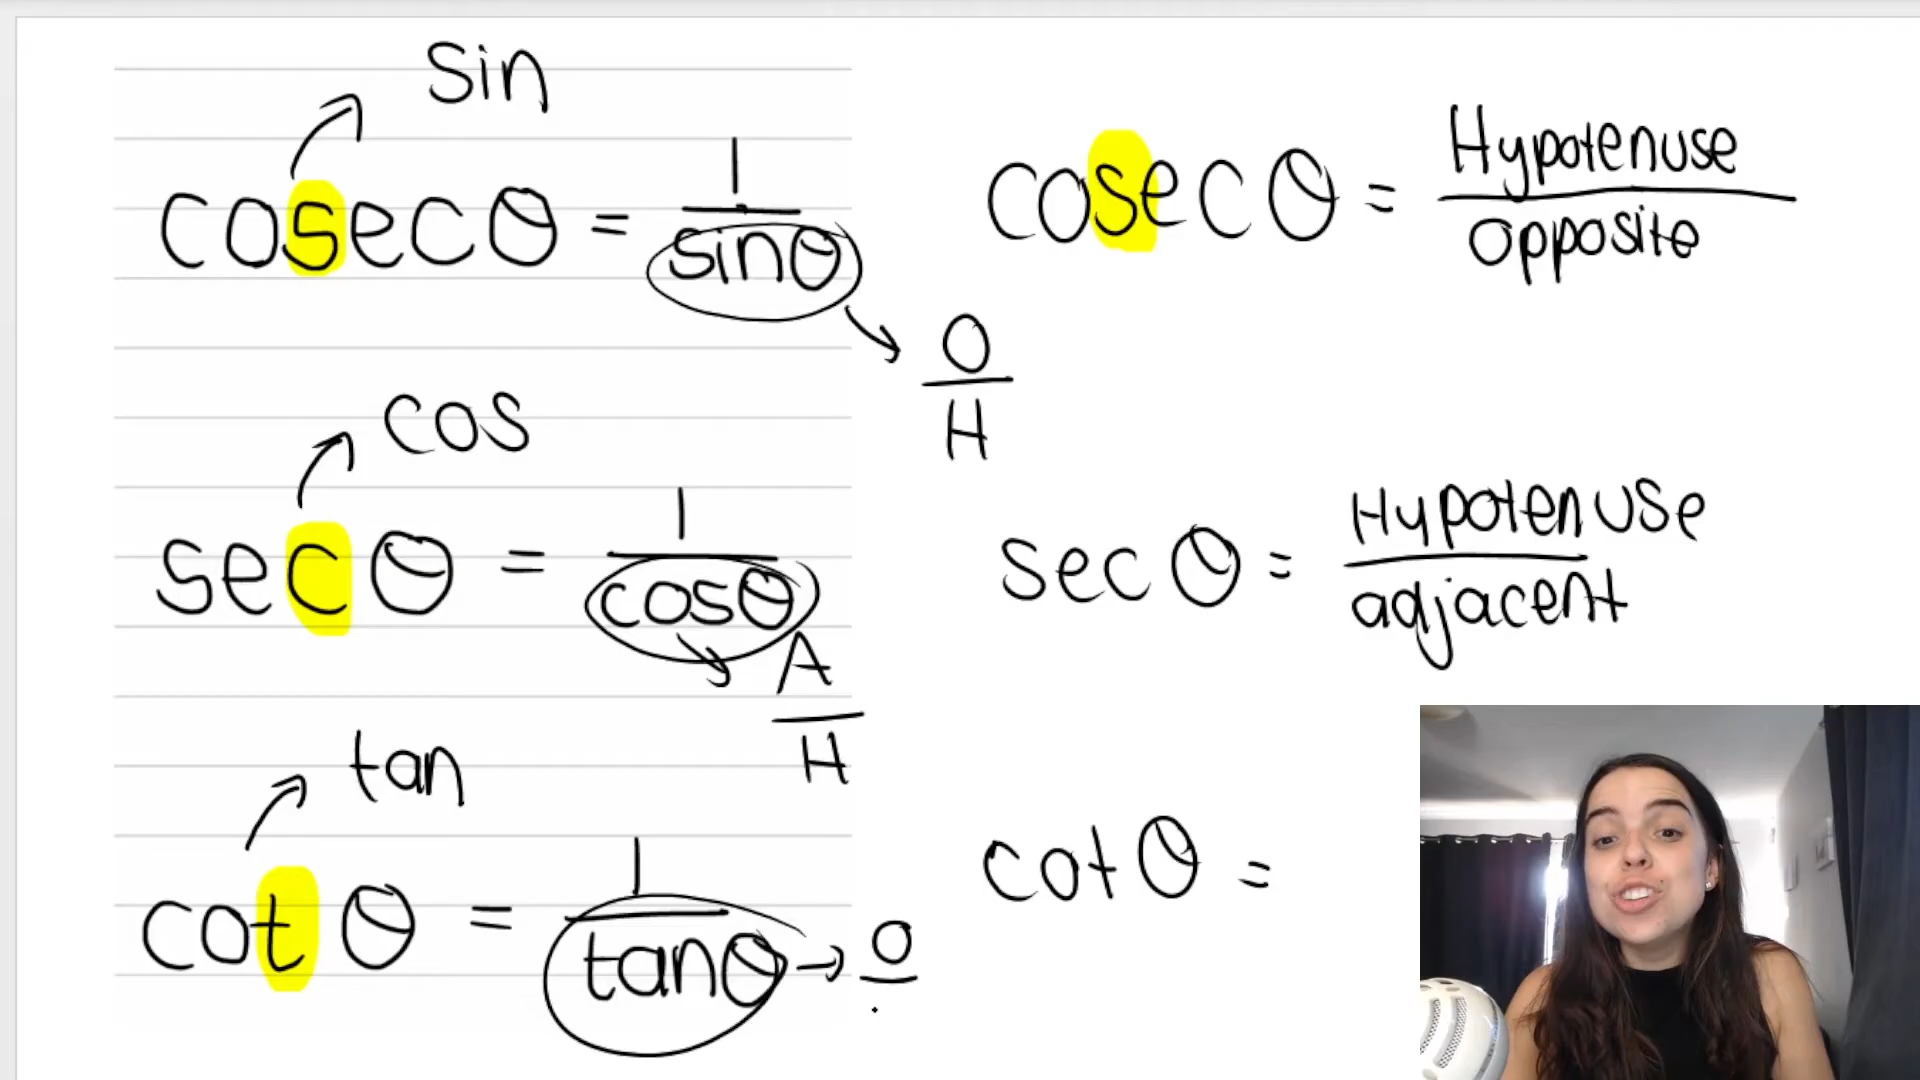 sin
cosecθ = 1/sinθ
O/H
cosecθ = Hypotenuse/opposite
cos
secθ = 1/cosθ
A/H
secθ = Hypotenuse/adjacent
tan
cotθ = 1/tanθ
O
cotθ =